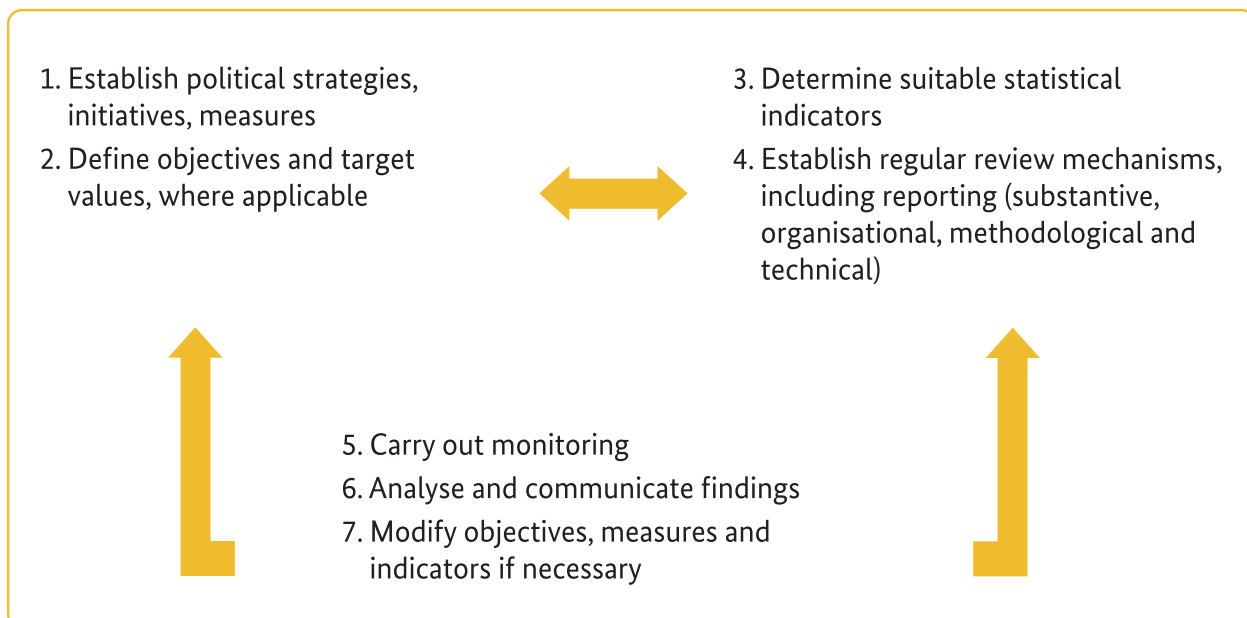 1. Establish political strategies,
initiatives, measures
2. Define objectives and target
values, where applicable
3. Determine suitable statistical
indicators
4. Establish regular review mechanisms,
including reporting (substantive,
organisational, methodological and
technical)
5. Carry out monitoring
6. Analyse and communicate findings
7. Modify objectives, measures and
indicators if necessary